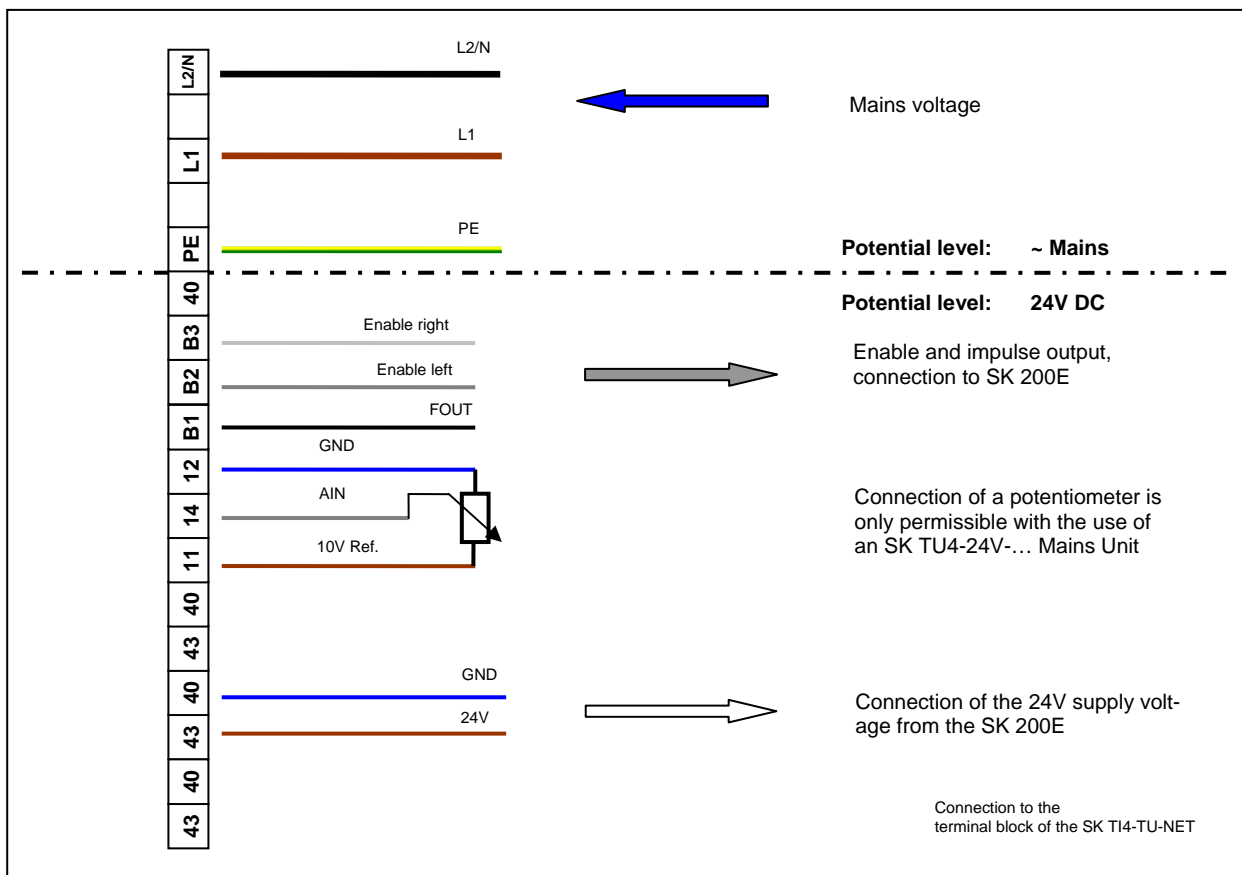 L2/N
L2/N
Mains voltage
L1
L1
PE
PE
Potential level: ~ Mains
40
Potential level: 24V DC
B3
Enable right
Enable and impulse output,
connection to SK 200E
B2
Enable left
B1
FOUT
12
GND
14
AIN
Connection of a potentiometer is
only permissible with the use of
an SK TU4-24V-… Mains Unit
11
10V Ref.
40
43
40
GND
Connection of the 24V supply volt-
age from the SK 200E
43
24V
40
43
Connection to the
terminal block of the SK TI4-TU-NET